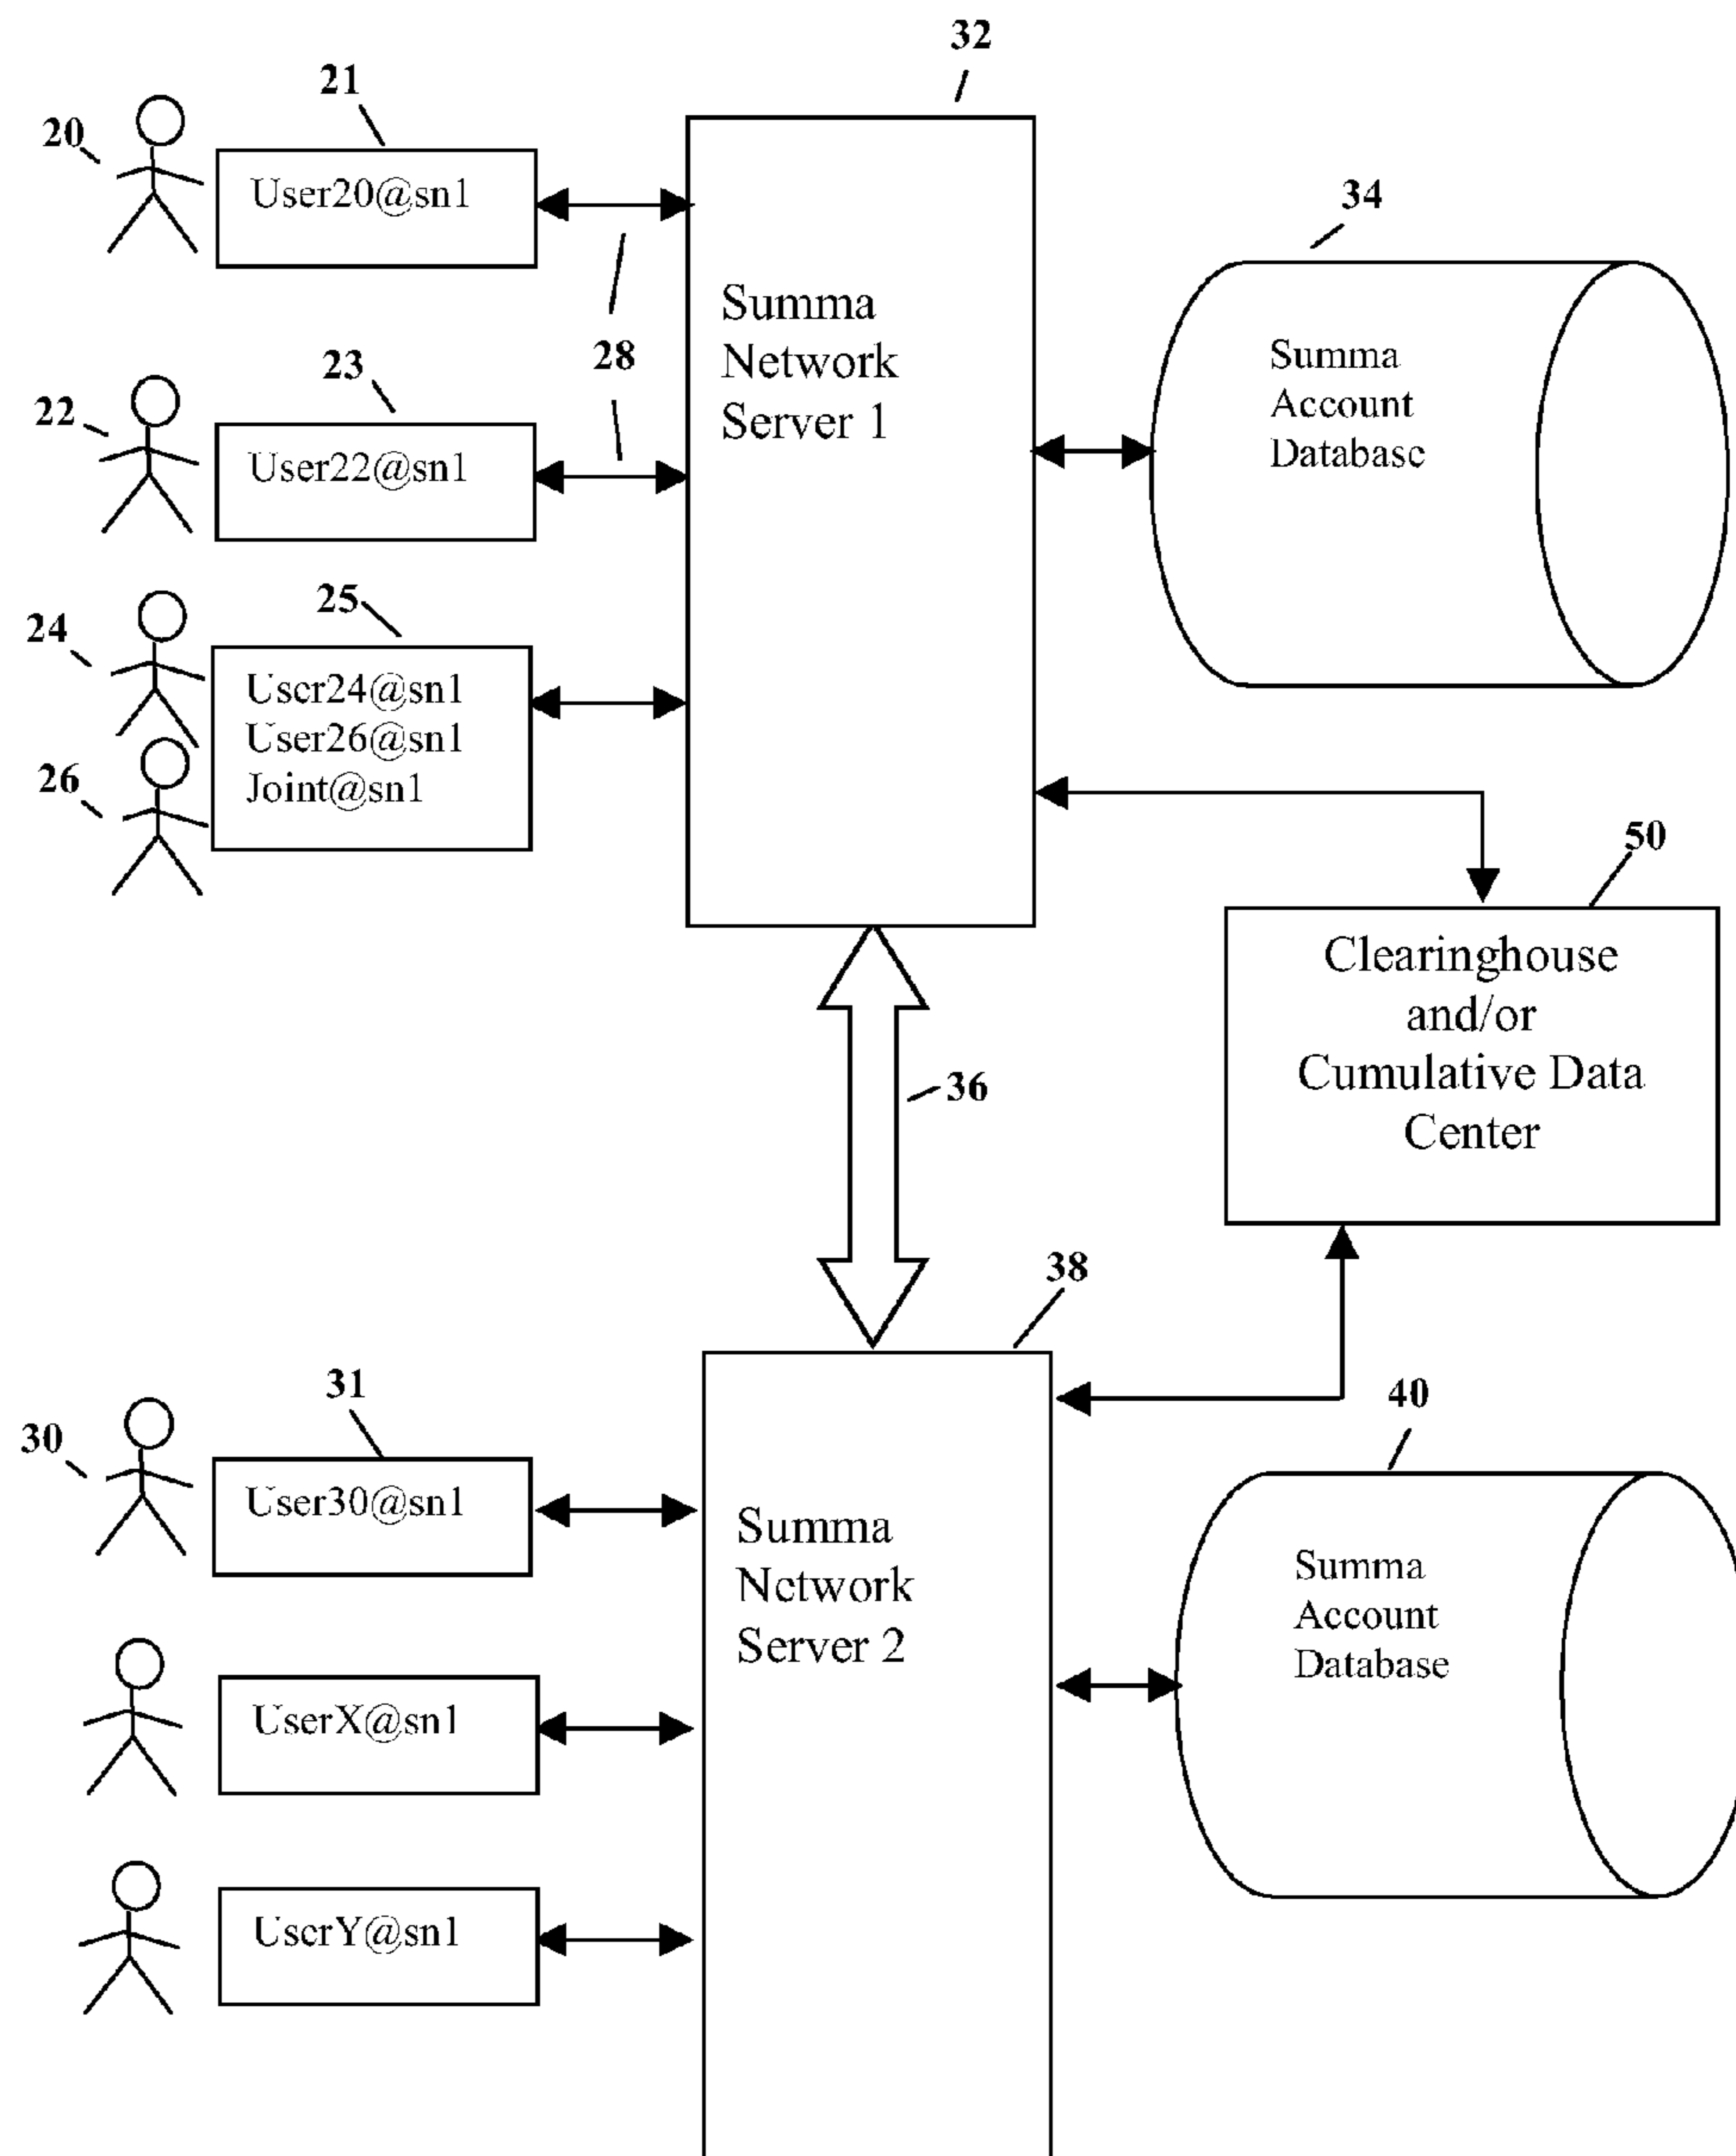 32
21
20
User20@sn1
34
Summa
Network
Server 1
28
23
22
User22@sn1
Summa
Account
Database
25
24
User24@sn1
User26@sn1
Joint@sn1
26
50
Clearinghouse
and/or
Cumulative Data
Center
36
38
31
30
User30@sn1
40
Summa
Network
Server 2
Summa
Account
Database
UserX@sn1
UserY@sn1